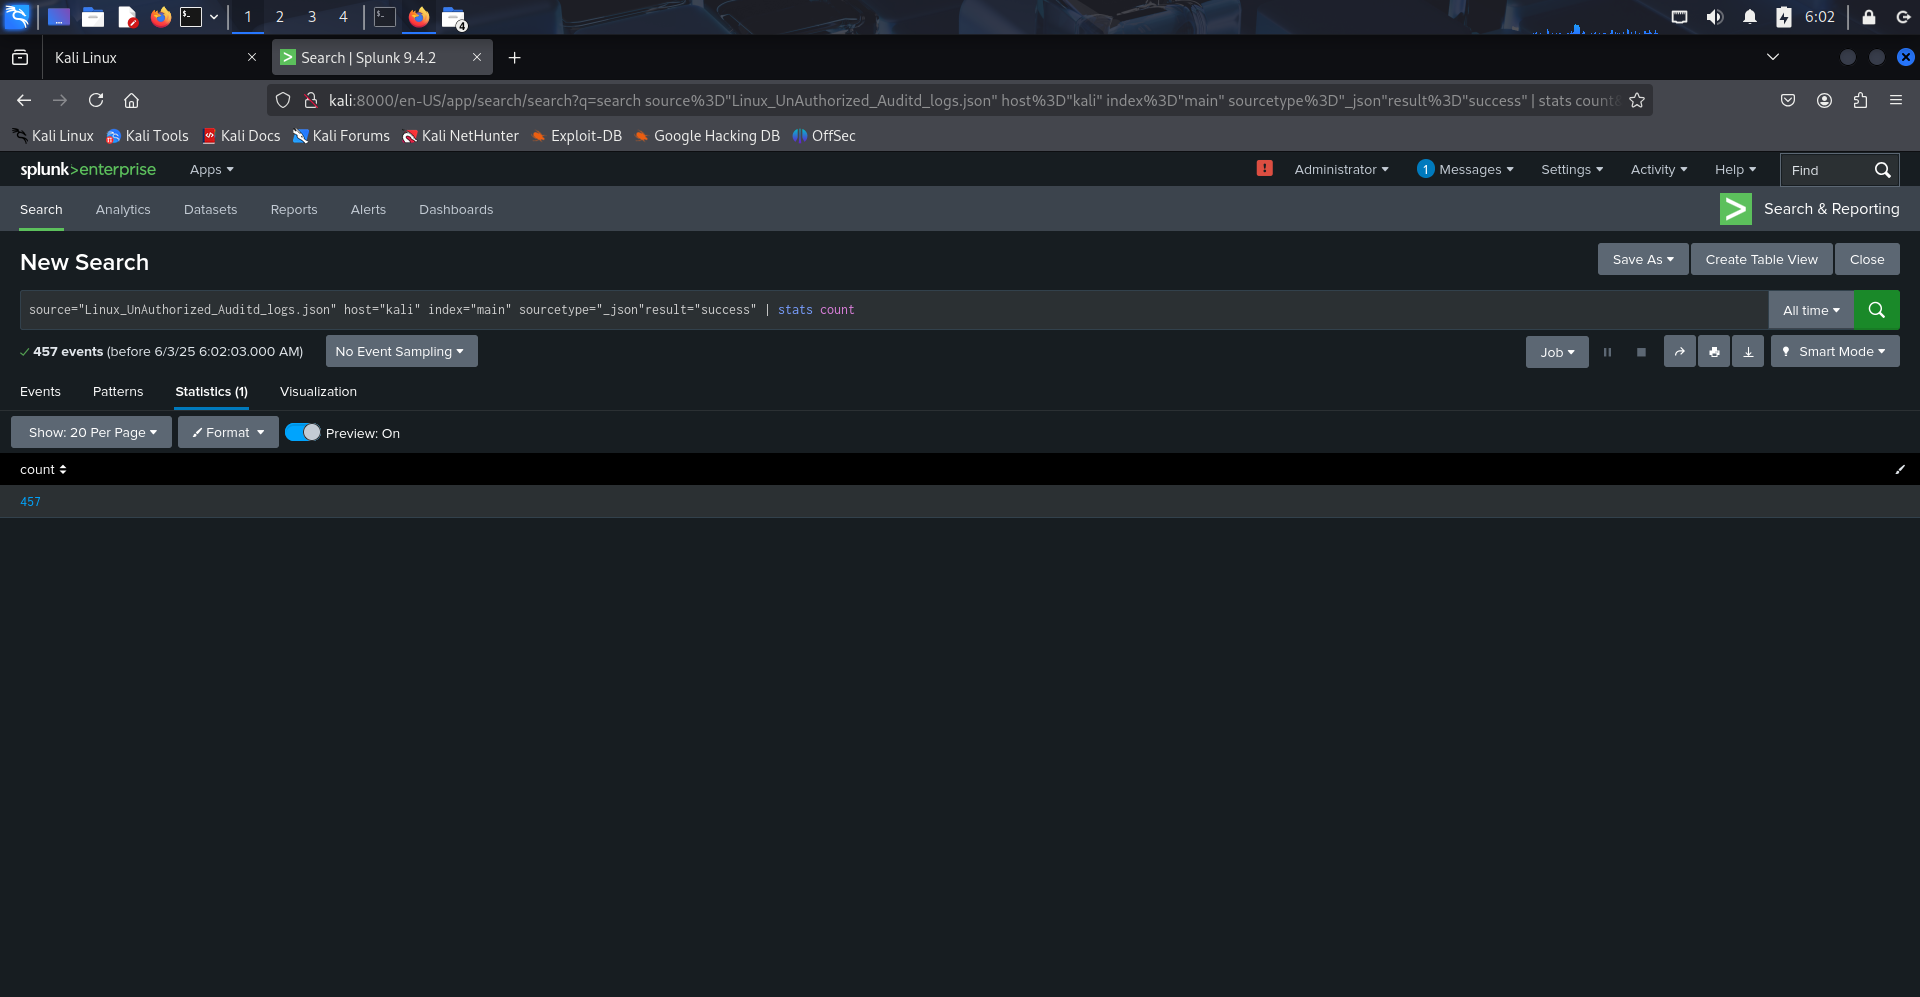 1 2 3 4 4 6:02
Kali Linux
Search | Splunk 9.4.2
kali:8000/en-US/app/search/search?q=search source%3D"Linux_UnAuthorized_Auditd_logs.json" host%3D"kali" index%3D"main" sourcetype%3D"_json"result%3D"success" | stats count&
Kali Linux Kali Tools Kali Docs Kali Forums Kali NetHunter Exploit-DB Google Hacking DB OffSec
splunk>enterprise Apps ! Administrator 1 Messages Settings Activity Help Find
Search Analytics Datasets Reports Alerts Dashboards > Search & Reporting
New Search Save As Create Table View Close
source="Linux_UnAuthorized_Auditd_logs.json" host="kali" index="main" sourcetype="_json"result="success" | stats count All time
457 events (before 6/3/25 6:02:03.000 AM) No Event Sampling Job Smart Mode
Events Patterns Statistics (1) Visualization
Show: 20 Per Page Format Preview: On
count
457